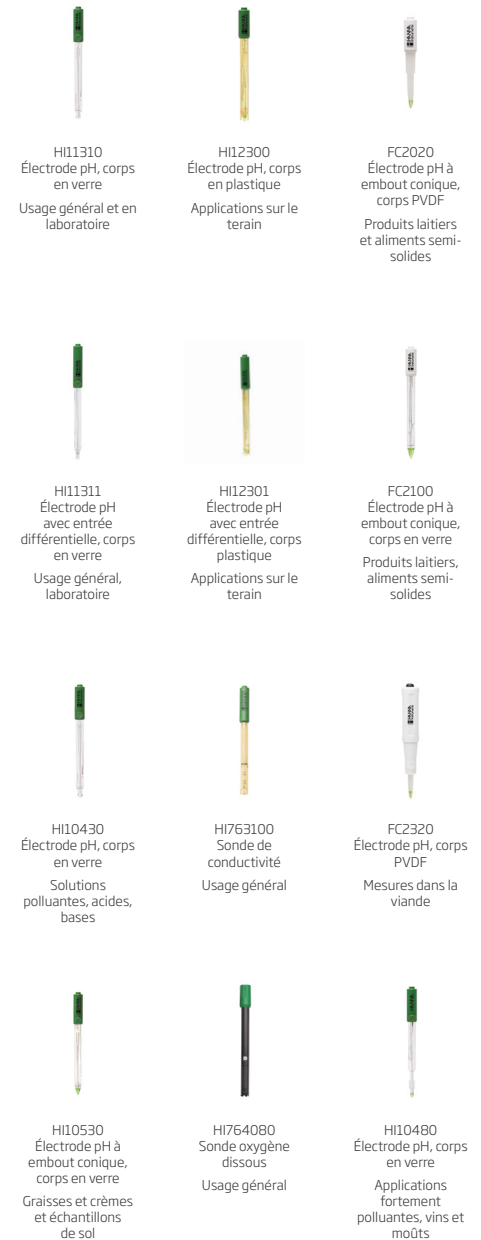 HI11310
Électrode pH, corps
en verre
Usage général et en
laboratoire
HI12300
Électrode pH, corps
en plastique
Applications sur le
terain
FC2020
Électrode pH à
embout conique,
corps PVDF
Produits laitiers
et aliments semi-
solides
HI11311
Électrode pH
avec entrée
différentielle, corps
en verre
Usage général,
laboratoire
HI12301
Électrode pH
avec entrée
différentielle, corps
plastique
Applications sur le
terain
FC2100
Électrode pH à
embout conique,
corps en verre
Produits laitiers,
aliments semi-
solides
HI10430
Électrode pH, corps
en verre
Solutions
polluantes, acides,
bases
HI763100
Sonde de
conductivité
Usage général
FC2320
Électrode pH, corps
PVDF
Mesures dans la
viande
HI10530
Électrode pH à
embout conique,
corps en verre
Graisses et crèmes
et échantillons
de sol
HI764080
Sonde oxygène
dissous
Usage général
HI10480
Électrode pH, corps
en verre
Applications
fortement
polluantes, vins et
moûts